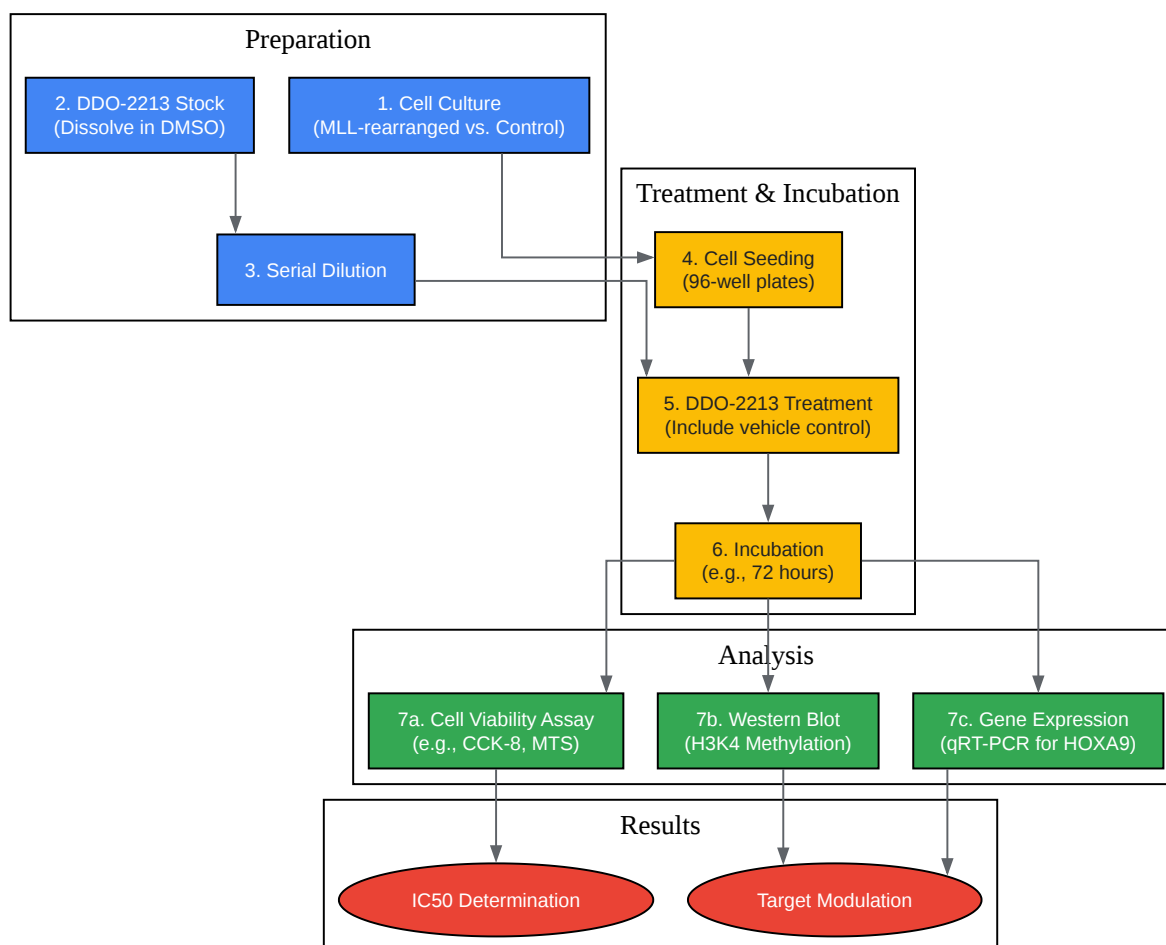 Preparation
2. DDO-2213 Stock
(Dissolve in DMSO)
1. Cell Culture
(MLL-rearranged vs. Control)
3. Serial Dilution
Treatment & Incubation
4. Cell Seeding
(96-well plates)
5. DDO-2213 Treatment
(Include vehicle control)
6. Incubation
(e.g., 72 hours)
Analysis
7a. Cell Viability Assay
(e.g., CCK-8, MTS)
7b. Western Blot
(H3K4 Methylation)
7c. Gene Expression
(qRT-PCR for HOXA9)
Results
IC50 Determination
Target Modulation